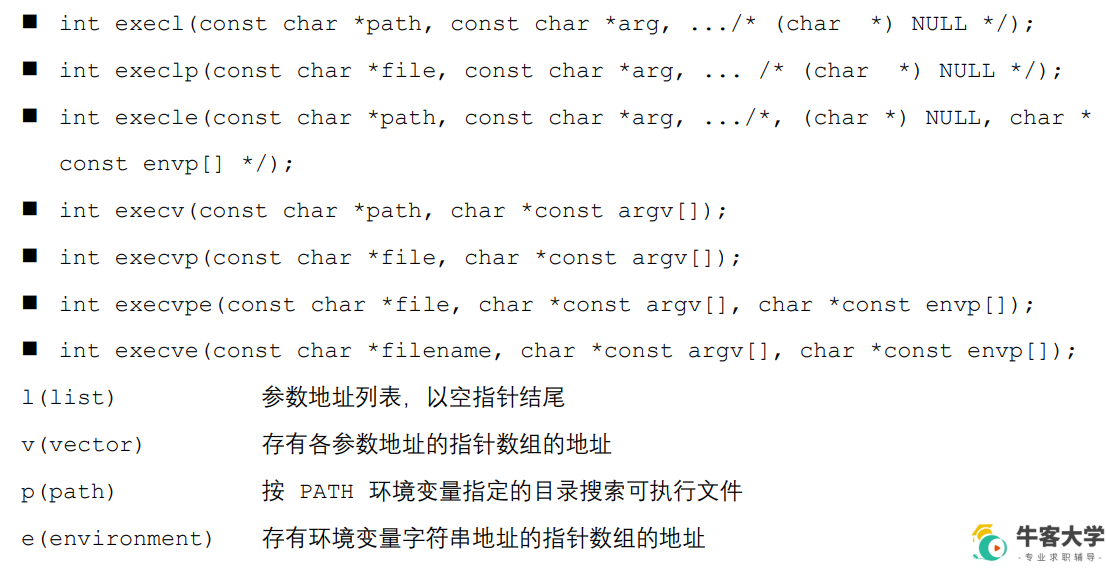 ■ int execl(const char *path, const char *arg, .../* (char  *) NULL */);
■ int execlp(const char *file, const char *arg, ... /* (char  *) NULL */);
■ int execle(const char *path, const char *arg, .../*, (char *) NULL, char *
const envp[] */);
■ int execv(const char *path, char *const argv[]);
■ int execvp(const char *file, char *const argv[]);
■ int execvpe(const char *file, char *const argv[], char *const envp[]);
■ int execve(const char *filename, char *const argv[], char *const envp[]);
l(list) 参数地址列表，以空指针结尾
v(vector) 存有各参数地址的指针数组的地址
p(path) 按 PATH 环境变量指定的目录搜索可执行文件
e(environment) 存有环境变量字符串地址的指针数组的地址
牛客大学
-专业求职辅导-